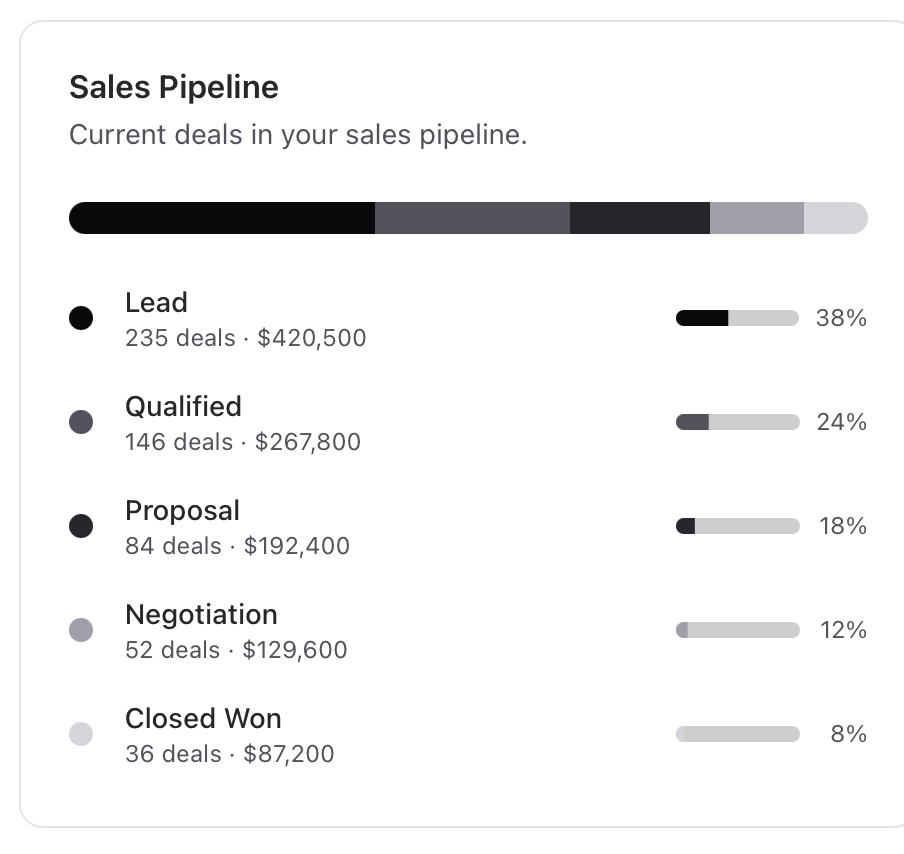 Sales Pipeline
Current deals in your sales pipeline.
Lead
235 deals · $420,500
38%
Qualified
146 deals · $267,800
24%
Proposal
84 deals · $192,400
18%
Negotiation
52 deals · $129,600
12%
Closed Won
36 deals · $87,200
8%